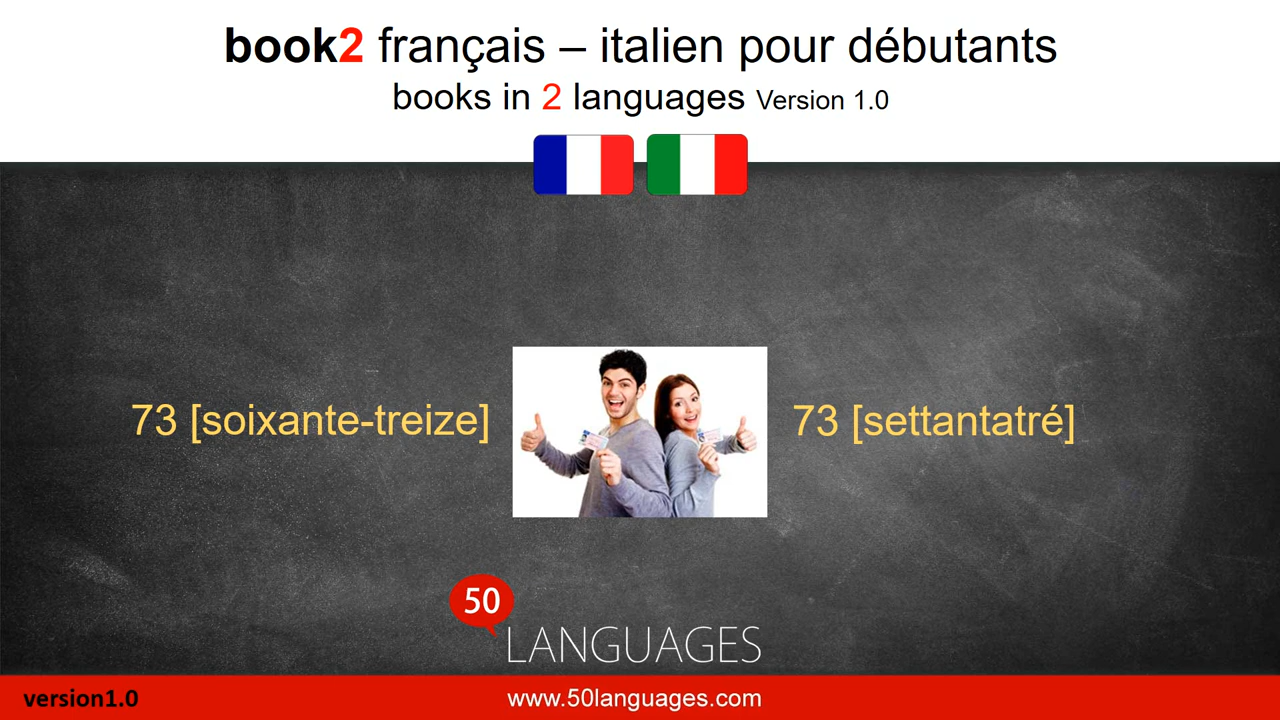 book2 français – italien pour débutants
books in 2 languages Version 1.0
73 [soixante-treize]
73 [settantatré]
50
LANGUAGES
version1.0
www.50languages.com